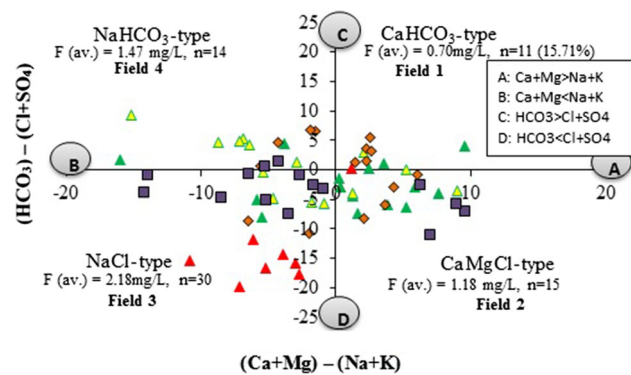 NaHCO₃-type
F (av.) = 1.47 mg/L, n=14
Field 4
CaHCO₃-type
F (av.) = 0.70mg/L, n=11 (15.71%)
Field 1
A: Ca+Mg>Na+K
B: Ca+Mg<Na+K
C: HCO3>Cl+SO4
D: HCO3<Cl+SO4
(HCO₃) – (Cl+SO₄)
25
20
15
10
5
0
-5
-10
-15
-20
-25
-20
-10
0
10
20
A
B
C
D
NaCl-type
F (av.) = 2.18mg/L, n=30
Field 3
CaMgCl-type
F (av.) = 1.18 mg/L, n=15
Field 2
(Ca+Mg) – (Na+K)